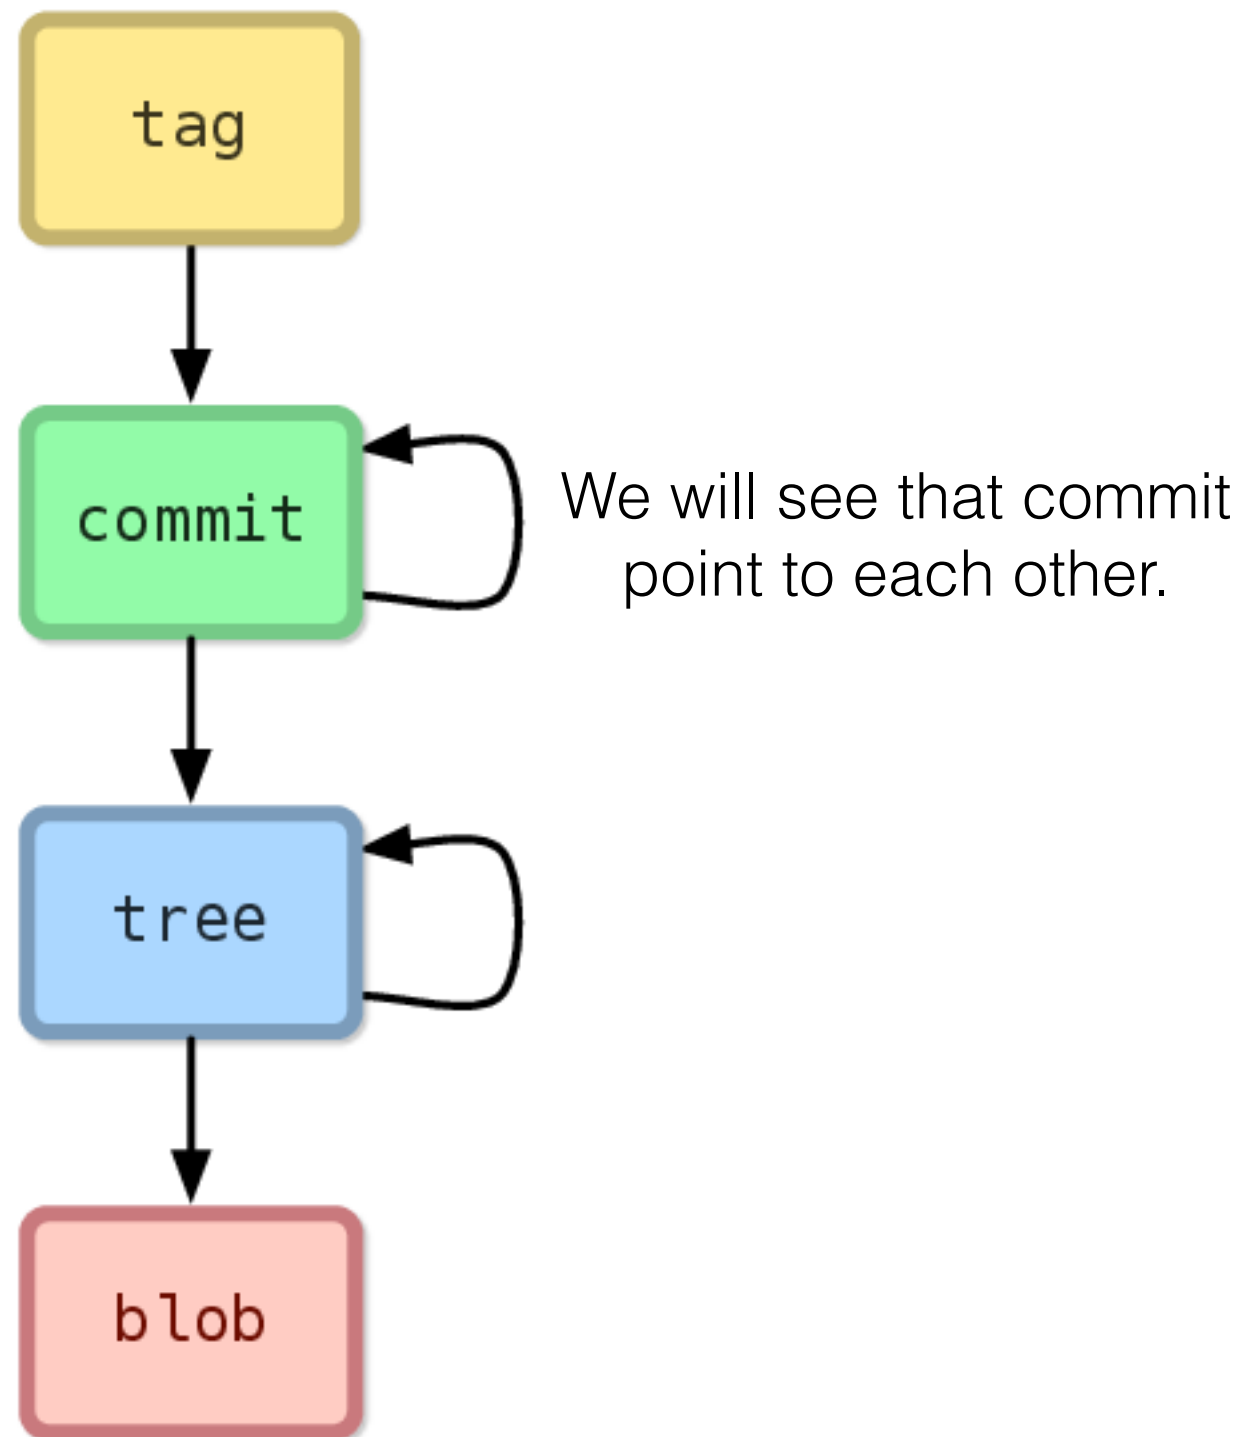 tag
commit
We will see that commit
point to each other.
tree
blob